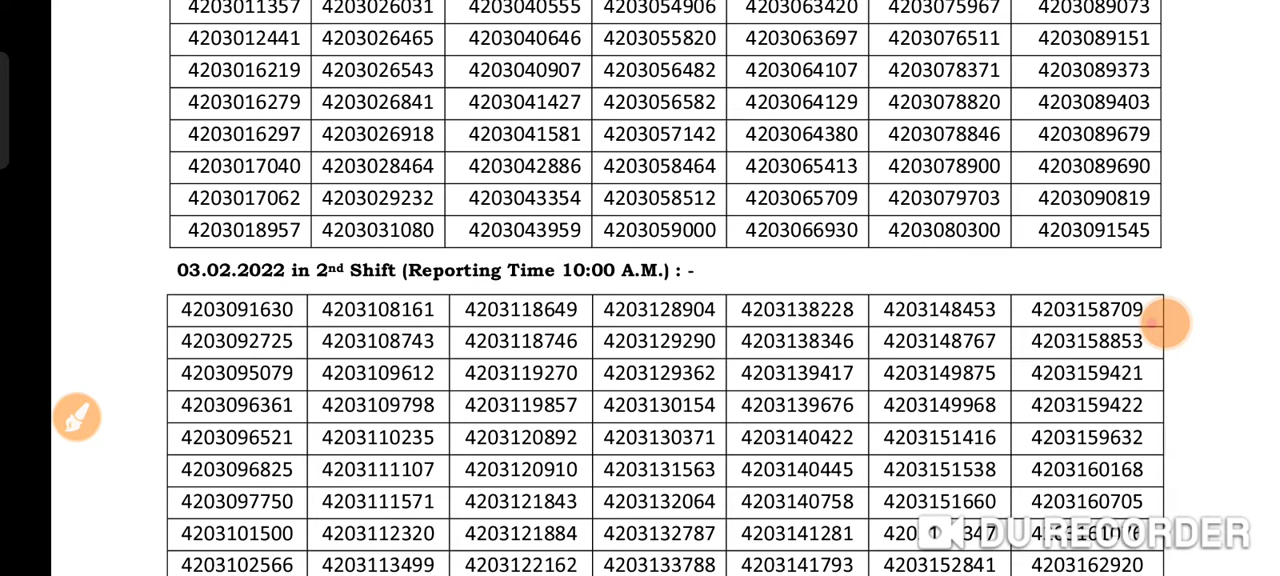 4203011357 4203026031 4203040555 4203054906 4203063420 4203075967 4203089073
4203012441 4203026465 4203040646 4203055820 4203063697 4203076511 4203089151
4203016219 4203026543 4203040907 4203056482 4203064107 4203078371 4203089373
4203016279 4203026841 4203041427 4203056582 4203064129 4203078820 4203089403
4203016297 4203026918 4203041581 4203057142 4203064380 4203078846 4203089679
4203017040 4203028464 4203042886 4203058464 4203065413 4203078900 4203089690
4203017062 4203029232 4203043354 4203058512 4203065709 4203079703 4203090819
4203018957 4203031080 4203043959 4203059000 4203066930 4203080300 4203091545
03.02.2022 in 2nd Shift (Reporting Time 10:00 A.M.) : -
4203091630 4203108161 4203118649 4203128904 4203138228 4203148453 4203158709
4203092725 4203108743 4203118746 4203129290 4203138346 4203148767 4203158853
4203095079 4203109612 4203119270 4203129362 4203139417 4203149875 4203159421
4203096361 4203109798 4203119857 4203130154 4203139676 4203149968 4203159422
4203096521 4203110235 4203120892 4203130371 4203140422 4203151416 4203159632
4203096825 4203111107 4203120910 4203131563 4203140445 4203151538 4203160168
4203097750 4203111571 4203121843 4203132064 4203140758 4203151660 4203160705
4203101500 4203112320 4203121884 4203132787 4203141281
DU RECORDER
4203102566 4203113499 4203122162 4203133788 4203141793 4203152841 4203162920